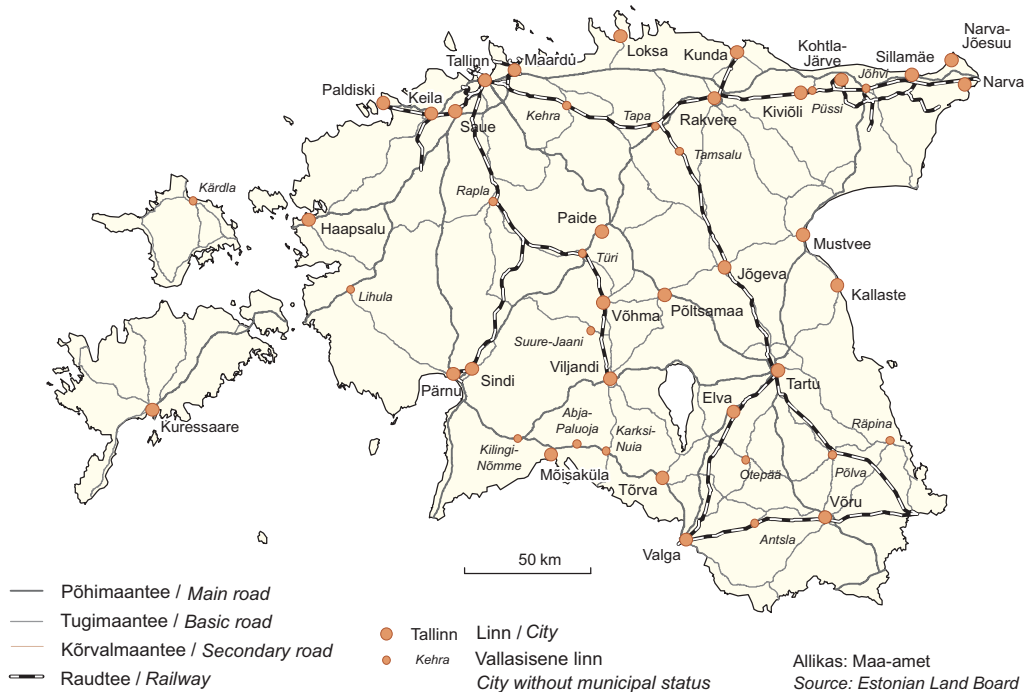 Narva-
Jõesuu
Loksa
Kunda
Kohtla-
Järve
Sillamäe
Tallinn
Maardu
Jõhvi
Narva
Paldiski
Keila
Saue
Kehra
Tapa
Rakvere
Kiviõli
Püssi
Tamsalu
Kärdla
Rapla
Haapsalu
Paide
Mustvee
Türi
Jõgeva
Lihula
Kallaste
Võhma
Põltsamaa
Suure-Jaani
Pärnu
Sindi
Viljandi
Tartu
Elva
Kuressaare
Abja-
Paluoja
Karksi-
Nuia
Räpina
Kilingi-
Nõmme
Mõisaküla
Otepää
Põlva
Tõrva
Võru
Valga
Antsla
50 km
Põhimaantee / Main road
Tugimaantee / Basic road
Kõrvalmaantee / Secondary road
Raudtee / Railway
Tallinn Linn / City
Kehra Vallasisene linn
City without municipal status
Allikas: Maa-amet
Source: Estonian Land Board